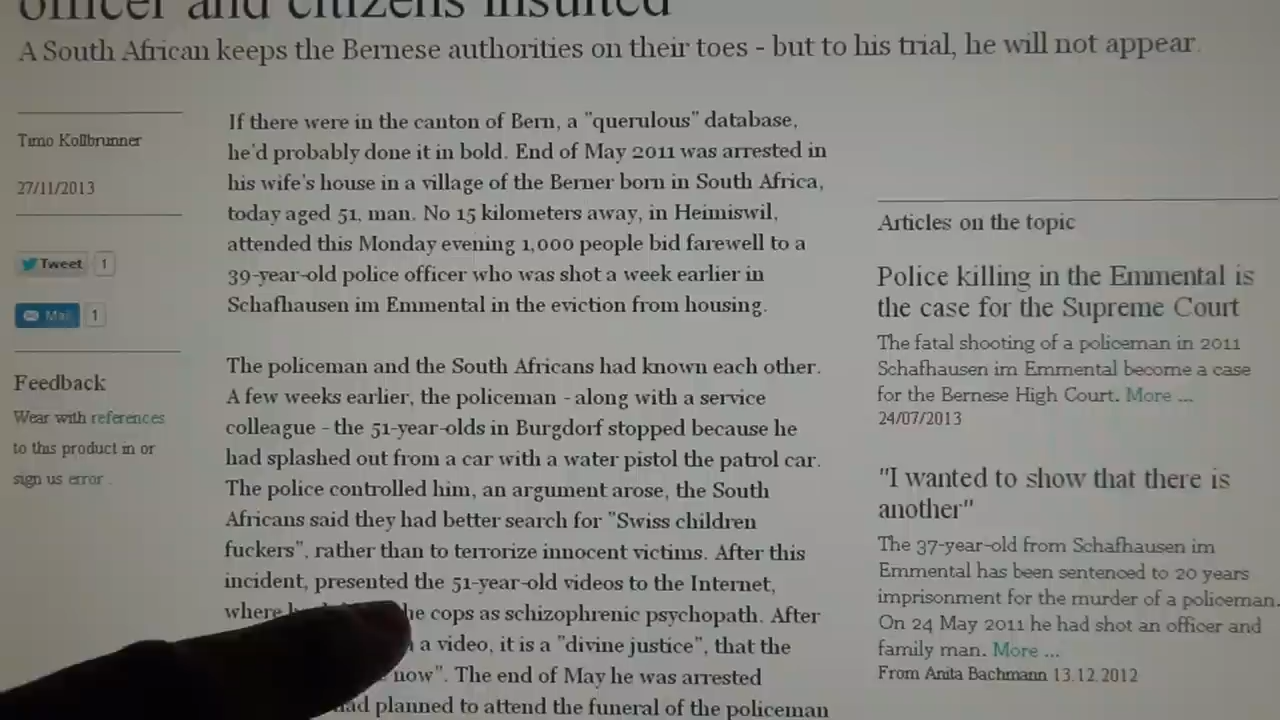 officer and citizens insulted
A South African keeps the Bernese authorities on their toes - but to his trial, he will not appear.
Timo Kollbrunner
27/11/2013
Tweet 1
Mail 1
Feedback
Wear with references
to this product in or
sign us error .
If there were in the canton of Bern, a "querulous" database,
he'd probably done it in bold. End of May 2011 was arrested in
his wife's house in a village of the Berner born in South Africa,
today aged 51, man. No 15 kilometers away, in Heimiswil,
attended this Monday evening 1,000 people bid farewell to a
39-year-old police officer who was shot a week earlier in
Schafhausen im Emmental in the eviction from housing.
The policeman and the South Africans had known each other.
A few weeks earlier, the policeman - along with a service
colleague - the 51-year-olds in Burgdorf stopped because he
had splashed out from a car with a water pistol the patrol car.
The police controlled him, an argument arose, the South
Africans said they had better search for "Swiss children
fuckers", rather than to terrorize innocent victims. After this
incident, presented the 51-year-old videos to the Internet,
where he cops as schizophrenic psychopath. After
a video, it is a "divine justice", that the
now". The end of May he was arrested
had planned to attend the funeral of the policeman
Articles on the topic
Police killing in the Emmental is
the case for the Supreme Court
The fatal shooting of a policeman in 2011
Schafhausen im Emmental become a case
for the Bernese High Court. More ...
24/07/2013
"I wanted to show that there is
another"
The 37-year-old from Schafhausen im
Emmental has been sentenced to 20 years
imprisonment for the murder of a policeman.
On 24 May 2011 he had shot an officer and
family man. More ...
From Anita Bachmann 13.12.2012